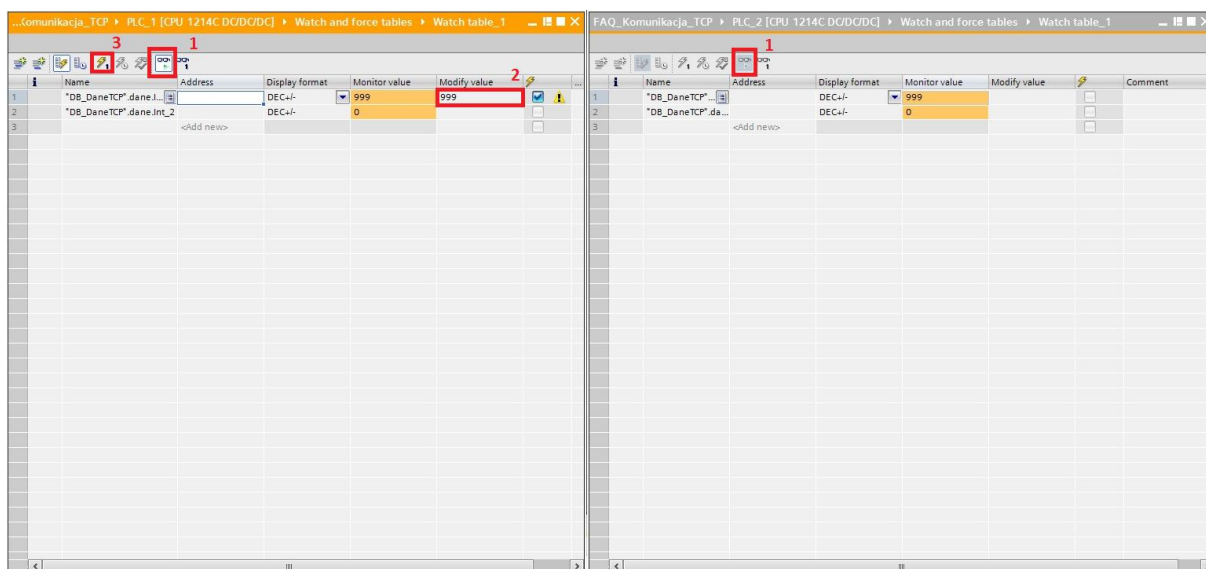 ...(omunikacja_TCP ▸ PLC_1 [CPU 1214C DC/DC/DC] ▸ Watch and force tables ▸ Watch table_1
3 1
i Name Address Display format Monitor value Modify value ...
2
1 "DB_DaneTCP".dane.I... DEC+/- 999 999
2 "DB_DaneTCP".dane.Int_2 DEC+/- 0
3 <Add new>
FAQ_Komunikacja_TCP ▸ PLC_2 [CPU 1214C DC/DC/DC] ▸ Watch and force tables ▸ Watch table_1
1
i Name Address Display format Monitor value Modify value Comment
1 "DB_DaneTCP"... DEC+/- 999
2 "DB_DaneTCP".da... DEC+/- 0
3 <Add new>